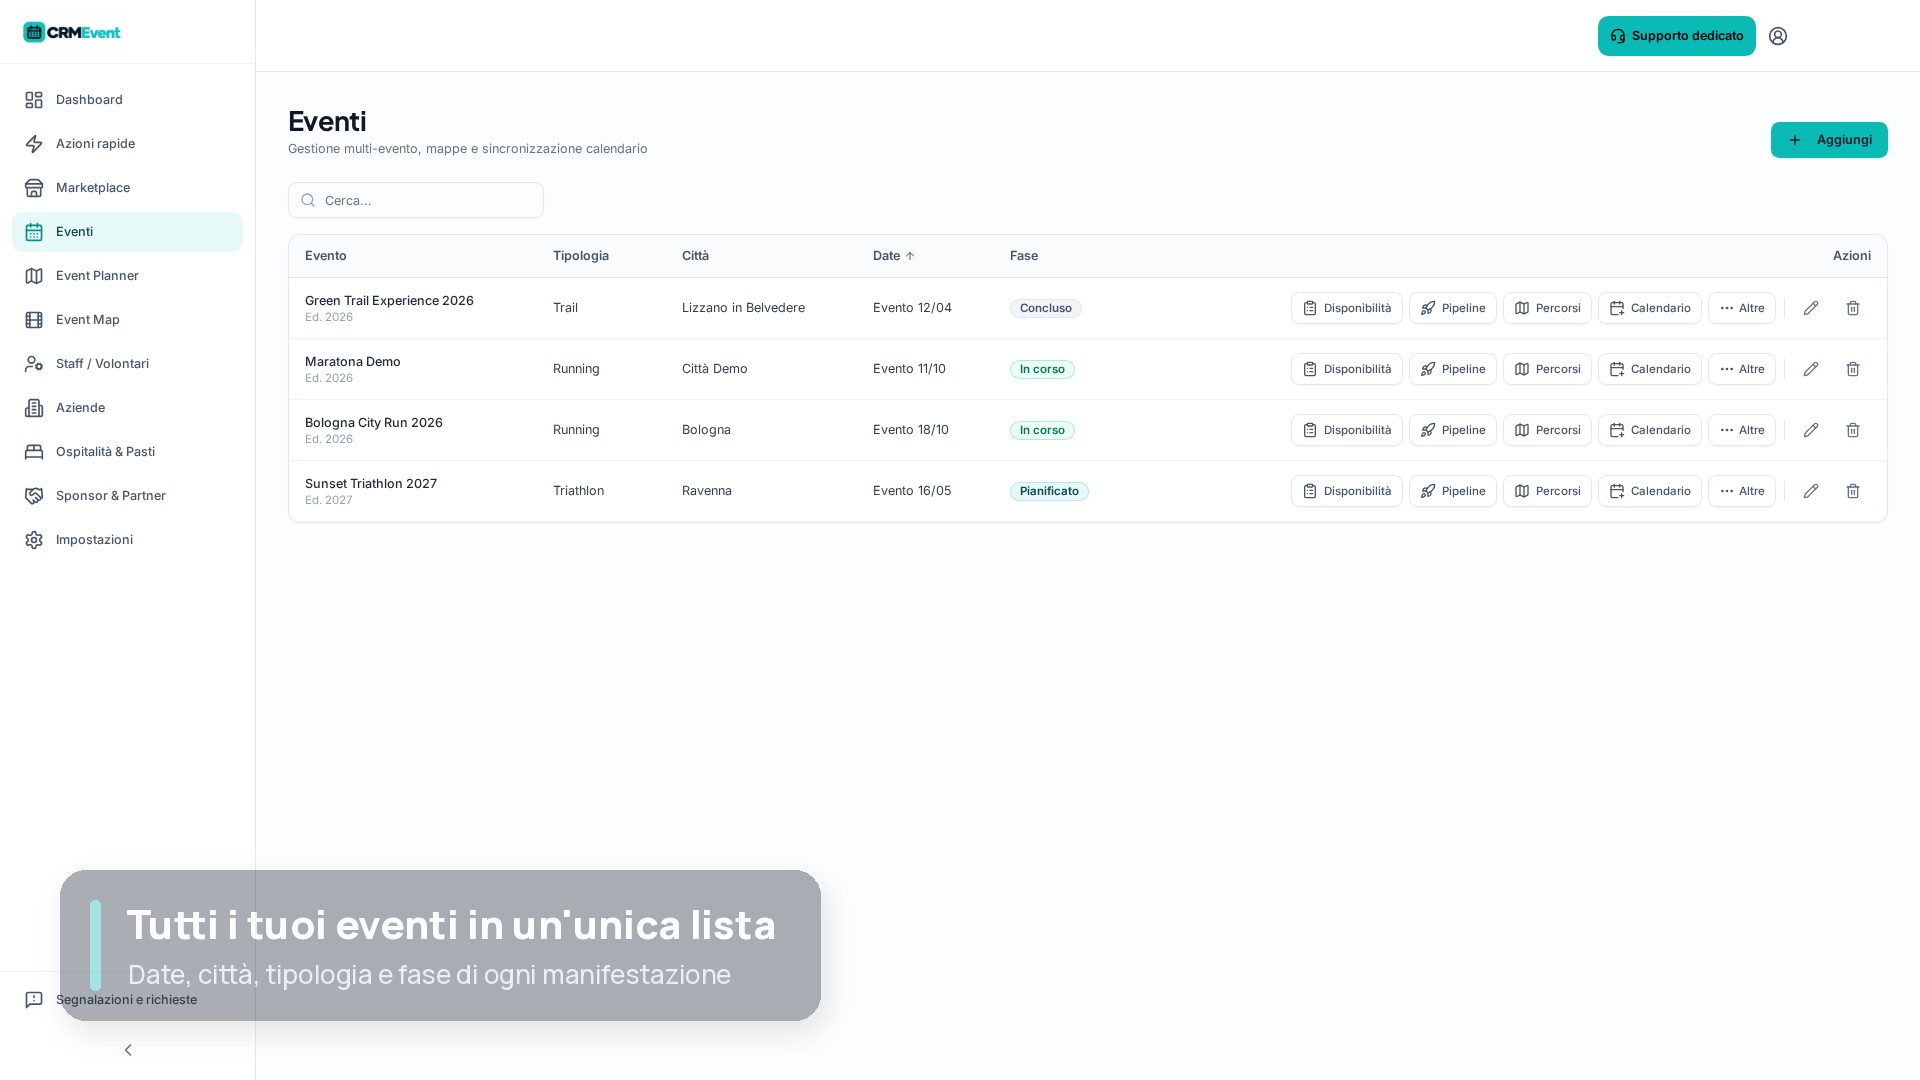 CRMEvent
Supporto dedicato
Dashboard
Azioni rapide
Marketplace
Eventi
Event Planner
Event Map
Staff / Volontari
Aziende
Ospitalità & Pasti
Sponsor & Partner
Impostazioni
Eventi
Gestione multi-evento, mappe e sincronizzazione calendario
Aggiungi
Cerca...
Evento Tipologia Città Date Fase Azioni
Green Trail Experience 2026 Trail Lizzano in Belvedere Evento 12/04 Concluso Disponibilità Pipeline Percorsi Calendario Altre
Ed. 2026
Maratona Demo Running Città Demo Evento 11/10 In corso Disponibilità Pipeline Percorsi Calendario Altre
Ed. 2026
Bologna City Run 2026 Running Bologna Evento 18/10 In corso Disponibilità Pipeline Percorsi Calendario Altre
Ed. 2026
Sunset Triathlon 2027 Triathlon Ravenna Evento 16/05 Pianificato Disponibilità Pipeline Percorsi Calendario Altre
Ed. 2027
Tutti i tuoi eventi in un'unica lista
Date, città, tipologia e fase di ogni manifestazione
Segnalazioni e richieste